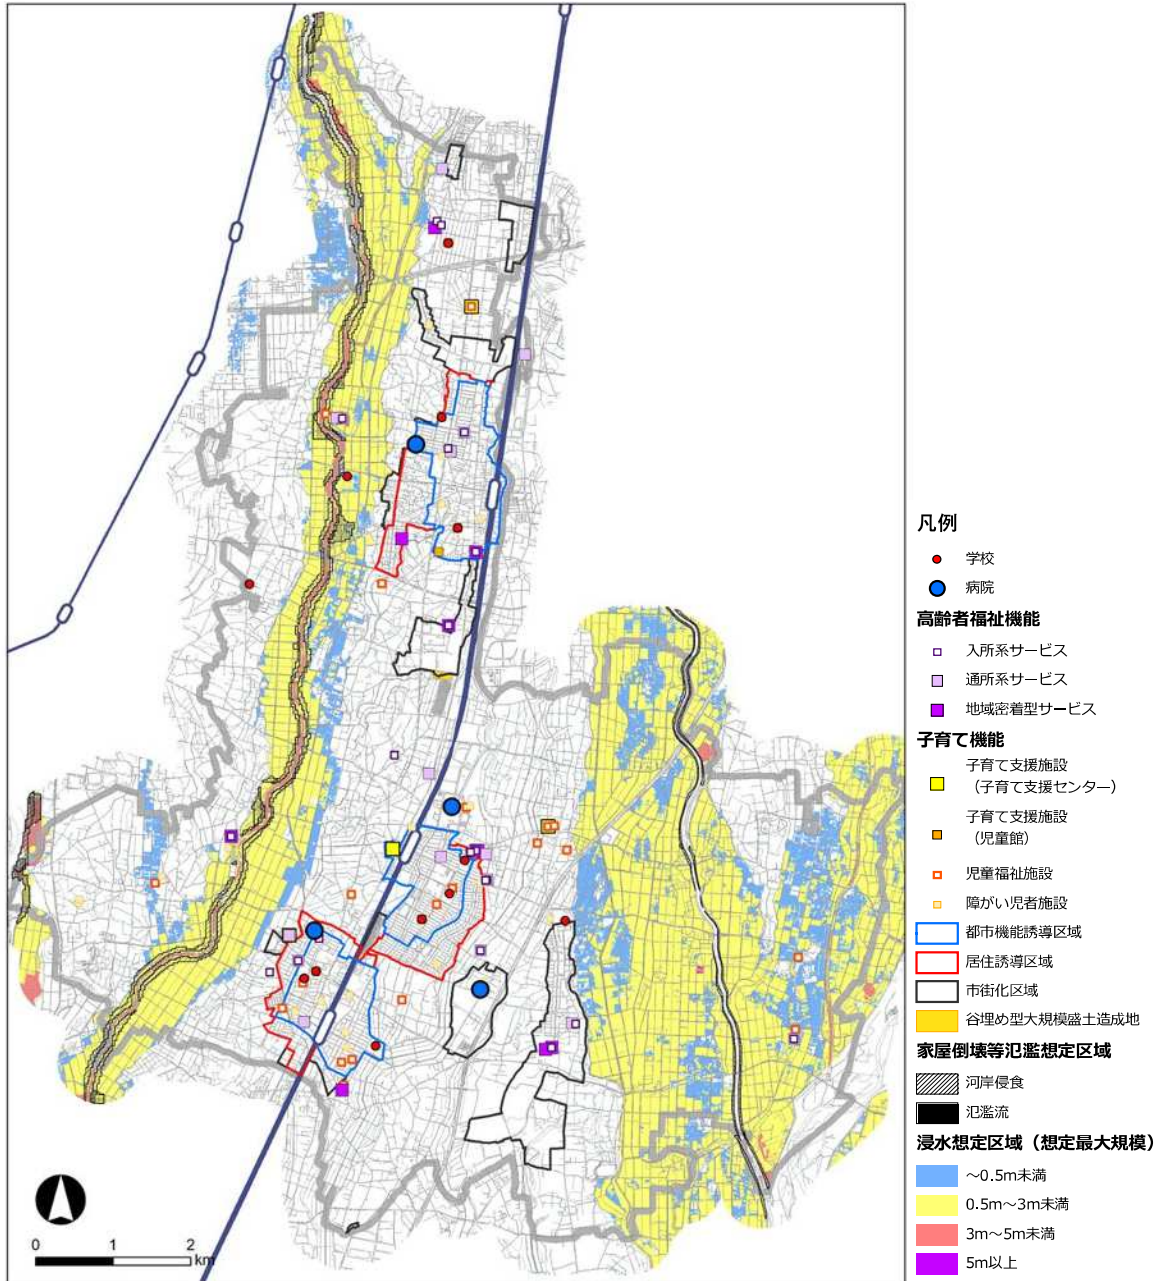 凡例
学校
病院
高齢者福祉機能
入所系サービス
通所系サービス
地域密着型サービス
子育て機能
子育て支援施設
（子育て支援センター）
子育て支援施設
（児童館）
児童福祉施設
障がい児者施設
都市機能誘導区域
居住誘導区域
市街化区域
谷埋め型大規模盛土造成地
家屋倒壊等氾濫想定区域
河岸侵食
氾濫流
浸水想定区域（想定最大規模）
～0.5m未満
0.5m～3m未満
3m～5m未満
5m以上
0 1 2
km